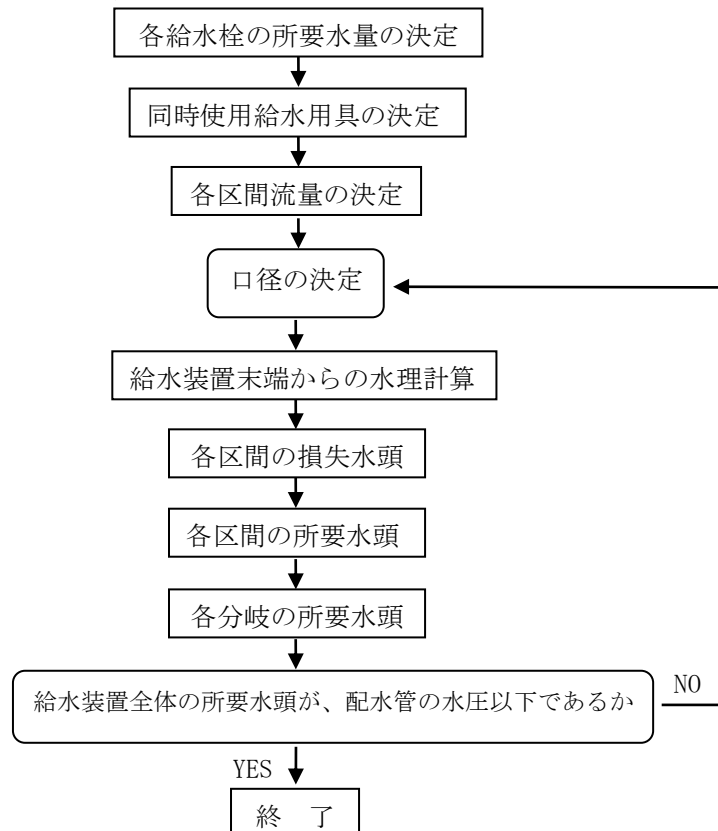 各給水栓の所要水量の決定
同時使用給水用具の決定
各区間流量の決定
口径の決定
給水装置末端からの水理計算
各区間の損失水頭
各区間の所要水頭
各分岐の所要水頭
給水装置全体の所要水頭が、配水管の水圧以下であるか
NO
YES
終　了